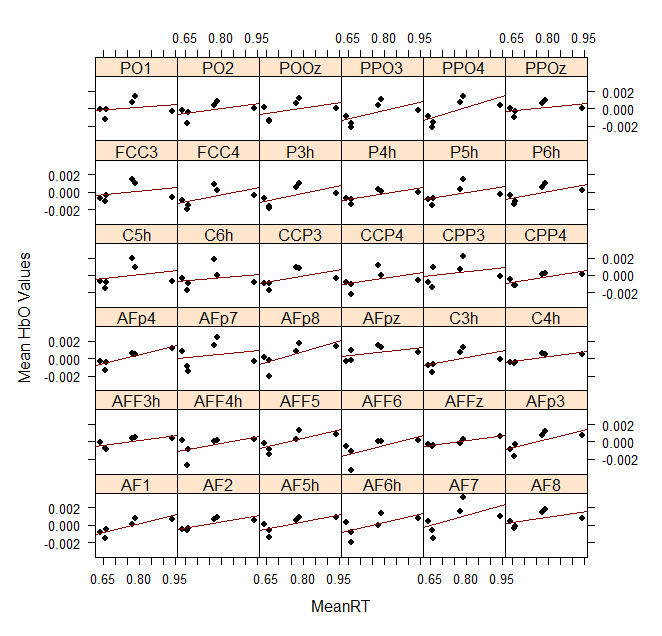 0.65 0.80 0.95 0.65 0.80 0.95 0.65 0.80 0.95
PO1 PO2 POOz PPO3 PPO4 PPOz
0.002
0.000
-0.002
FCC3 FCC4 P3h P4h P5h P6h
0.002
0.000
-0.002
C5h C6h CCP3 CCP4 CPP3 CPP4
0.002
0.000
-0.002
AFp4 AFp7 AFp8 AFpz C3h C4h
0.002
0.000
-0.002
AFF3h AFF4h AFF5 AFF6 AFFz AFp3
0.002
0.000
-0.002
AF1 AF2 AF5h AF6h AF7 AF8
0.002
0.000
-0.002
0.65 0.80 0.95 0.65 0.80 0.95 0.65 0.80 0.95
MeanRT
Mean HbO Values